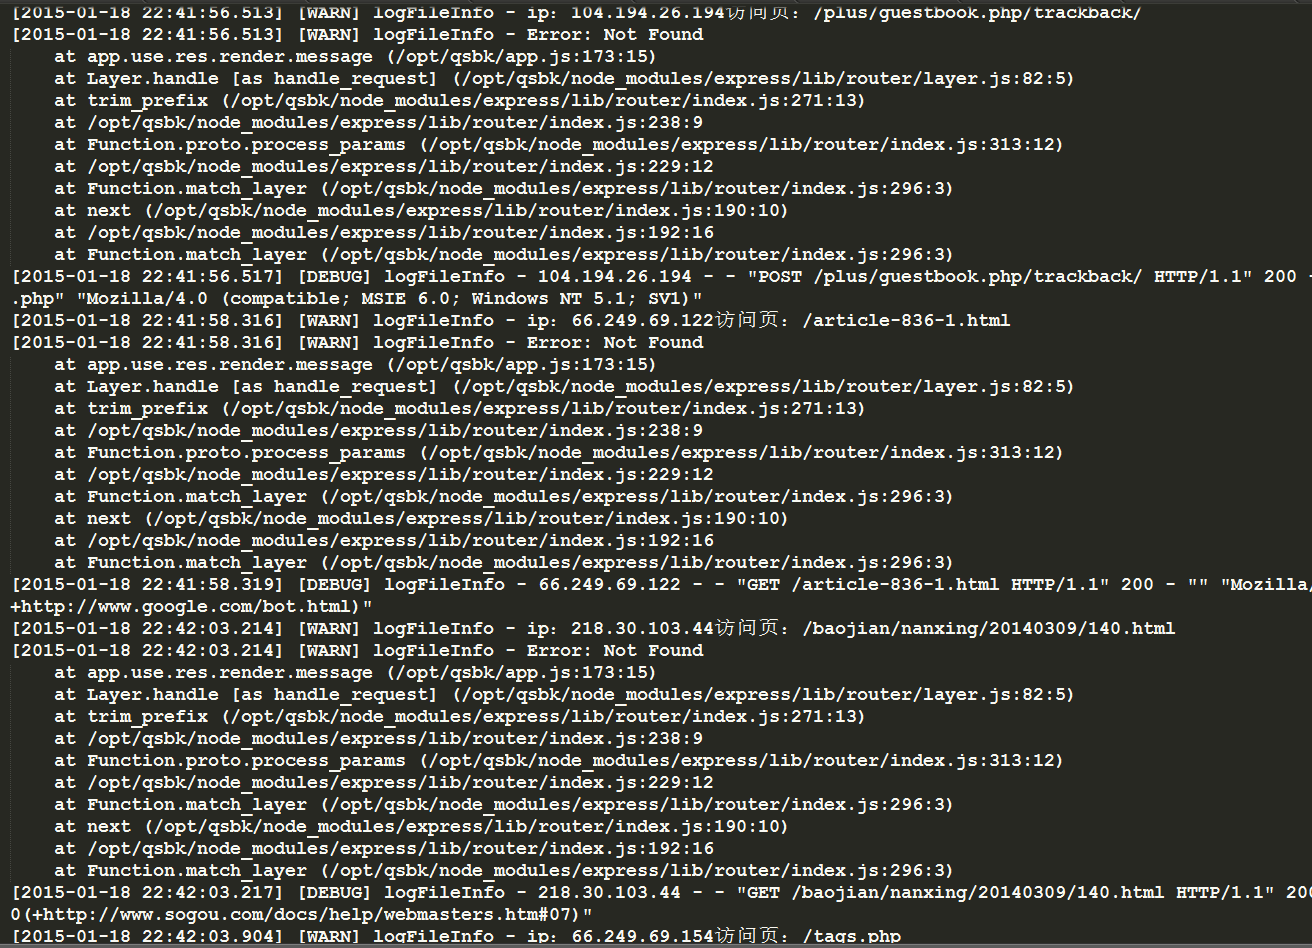 [2015-01-18 22:41:56.513] [WARN] logFileInfo - ip：104.194.26.194访问页：/plus/guestbook.php/trackback/
[2015-01-18 22:41:56.513] [WARN] logFileInfo - Error: Not Found
at app.use.res.render.message (/opt/qsbk/app.js:173:15)
at Layer.handle [as handle_request] (/opt/qsbk/node_modules/express/lib/router/layer.js:82:5)
at trim_prefix (/opt/qsbk/node_modules/express/lib/router/index.js:271:13)
at /opt/qsbk/node_modules/express/lib/router/index.js:238:9
at Function.proto.process_params (/opt/qsbk/node_modules/express/lib/router/index.js:313:12)
at /opt/qsbk/node_modules/express/lib/router/index.js:229:12
at Function.match_layer (/opt/qsbk/node_modules/express/lib/router/index.js:296:3)
at next (/opt/qsbk/node_modules/express/lib/router/index.js:190:10)
at /opt/qsbk/node_modules/express/lib/router/index.js:192:16
at Function.match_layer (/opt/qsbk/node_modules/express/lib/router/index.js:296:3)
[2015-01-18 22:41:56.517] [DEBUG] logFileInfo - 104.194.26.194 - - "POST /plus/guestbook.php/trackback/ HTTP/1.1" 200 -
.php" "Mozilla/4.0 (compatible; MSIE 6.0; Windows NT 5.1; SV1)"
[2015-01-18 22:41:58.316] [WARN] logFileInfo - ip：66.249.69.122访问页：/article-836-1.html
[2015-01-18 22:41:58.316] [WARN] logFileInfo - Error: Not Found
at app.use.res.render.message (/opt/qsbk/app.js:173:15)
at Layer.handle [as handle_request] (/opt/qsbk/node_modules/express/lib/router/layer.js:82:5)
at trim_prefix (/opt/qsbk/node_modules/express/lib/router/index.js:271:13)
at /opt/qsbk/node_modules/express/lib/router/index.js:238:9
at Function.proto.process_params (/opt/qsbk/node_modules/express/lib/router/index.js:313:12)
at /opt/qsbk/node_modules/express/lib/router/index.js:229:12
at Function.match_layer (/opt/qsbk/node_modules/express/lib/router/index.js:296:3)
at next (/opt/qsbk/node_modules/express/lib/router/index.js:190:10)
at /opt/qsbk/node_modules/express/lib/router/index.js:192:16
at Function.match_layer (/opt/qsbk/node_modules/express/lib/router/index.js:296:3)
[2015-01-18 22:41:58.319] [DEBUG] logFileInfo - 66.249.69.122 - - "GET /article-836-1.html HTTP/1.1" 200 - "" "Mozilla/
+http://www.google.com/bot.html)"
[2015-01-18 22:42:03.214] [WARN] logFileInfo - ip：218.30.103.44访问页：/baojian/nanxing/20140309/140.html
[2015-01-18 22:42:03.214] [WARN] logFileInfo - Error: Not Found
at app.use.res.render.message (/opt/qsbk/app.js:173:15)
at Layer.handle [as handle_request] (/opt/qsbk/node_modules/express/lib/router/layer.js:82:5)
at trim_prefix (/opt/qsbk/node_modules/express/lib/router/index.js:271:13)
at /opt/qsbk/node_modules/express/lib/router/index.js:238:9
at Function.proto.process_params (/opt/qsbk/node_modules/express/lib/router/index.js:313:12)
at /opt/qsbk/node_modules/express/lib/router/index.js:229:12
at Function.match_layer (/opt/qsbk/node_modules/express/lib/router/index.js:296:3)
at next (/opt/qsbk/node_modules/express/lib/router/index.js:190:10)
at /opt/qsbk/node_modules/express/lib/router/index.js:192:16
at Function.match_layer (/opt/qsbk/node_modules/express/lib/router/index.js:296:3)
[2015-01-18 22:42:03.217] [DEBUG] logFileInfo - 218.30.103.44 - - "GET /baojian/nanxing/20140309/140.html HTTP/1.1" 200
0(+http://www.sogou.com/docs/help/webmasters.htm#07)"
[2015-01-18 22:42:03.904] [WARN] logFileInfo - ip：66.249.69.154访问页：/tags.php